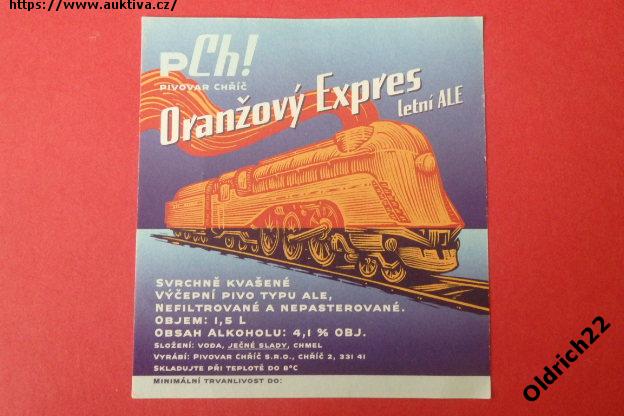 https://www.auktiva.cz/
PCh!
PIVOVAR CHŘÍČ
Oranžový Expres
letní ALE
SVRCHNĚ KVAŠENÉ
VÝČEPNÍ PIVO TYPU ALE,
NEFILTROVANÉ A NEPASTEROVANÉ.
OBJEM: 1,5 L
OBSAH ALKOHOLU: 4,1 % OBJ.
SLOŽENÍ: VODA, JEČNÉ SLADY, CHMEL
VYRÁBÍ: PIVOVAR CHŘÍČ S.R.O., CHŘÍČ 2, 331 41
SKLADUJTE PŘI TEPLOTĚ DO 8°C
MINIMÁLNÍ TRVANLIVOST DO:
Oldrich22